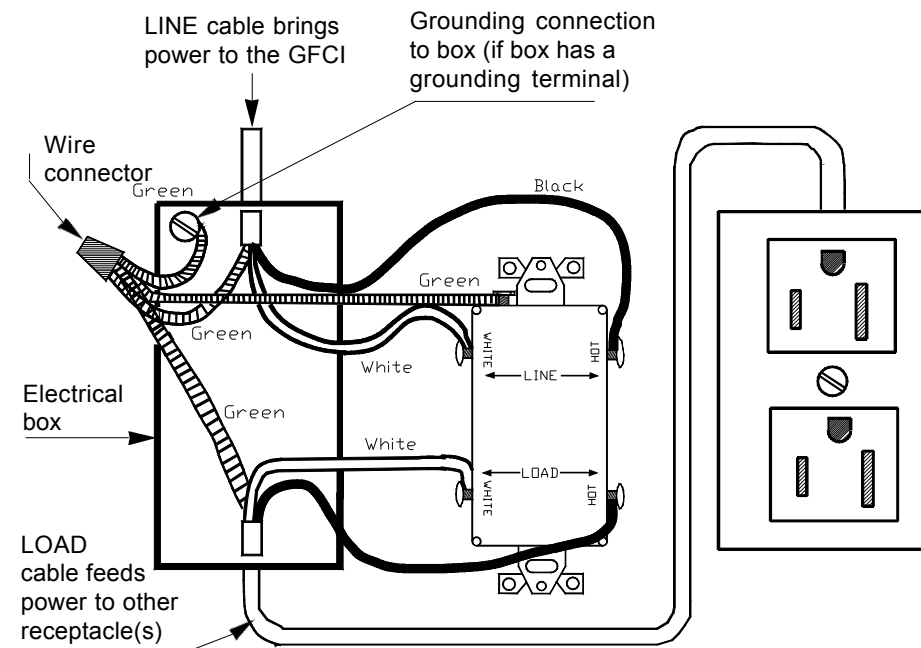 LINE cable brings
power to the GFCI
Grounding connection
to box (if box has a
grounding terminal)
Wire
connector
Green
Black
Green
Green
White
WHITE
HOT
LINE
Electrical
box
Green
White
LOAD
WHITE
HOT
LOAD
cable feeds
power to other
receptacle(s)